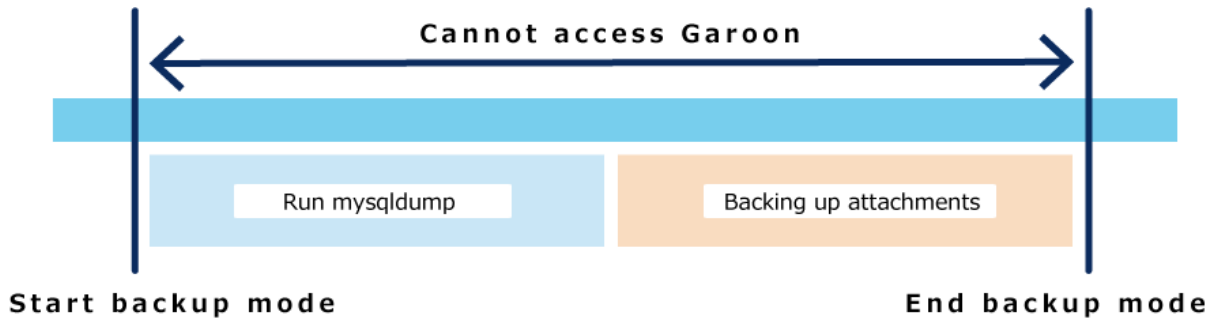 Cannot access Garoon
Run mysqldump
Backing up attachments
Start backup mode
End backup mode